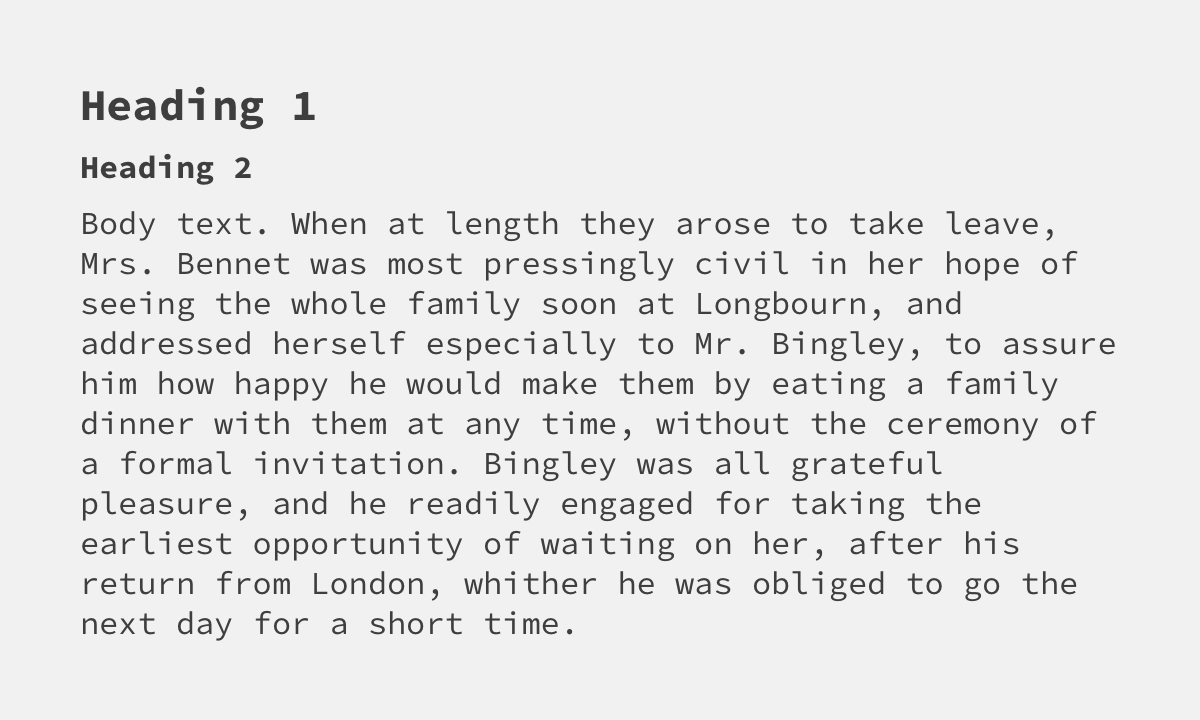 Heading 1
Heading 2
Body text. When at length they arose to take leave,
Mrs. Bennet was most pressingly civil in her hope of
seeing the whole family soon at Longbourn, and
addressed herself especially to Mr. Bingley, to assure
him how happy he would make them by eating a family
dinner with them at any time, without the ceremony of
a formal invitation. Bingley was all grateful
pleasure, and he readily engaged for taking the
earliest opportunity of waiting on her, after his
return from London, whither he was obliged to go the
next day for a short time.